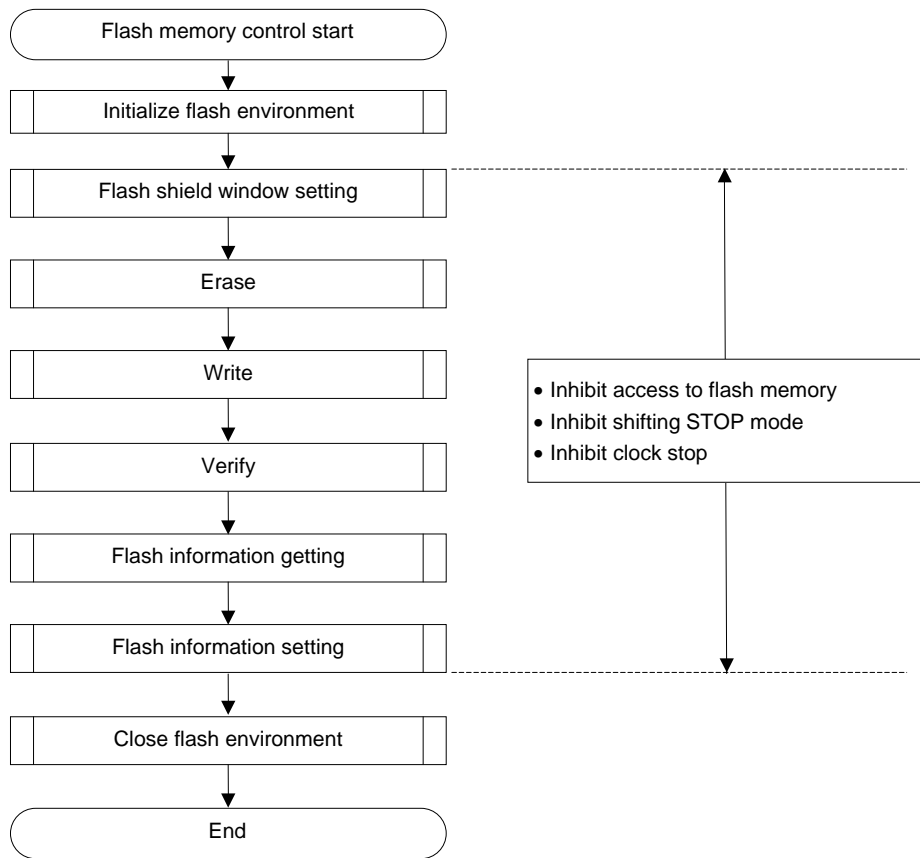 Flash memory control start
Initialize flash environment
Flash shield window setting
Erase
Write
Verify
Flash information getting
Flash information setting
Close flash environment
End
• Inhibit access to flash memory
• Inhibit shifting STOP mode
• Inhibit clock stop